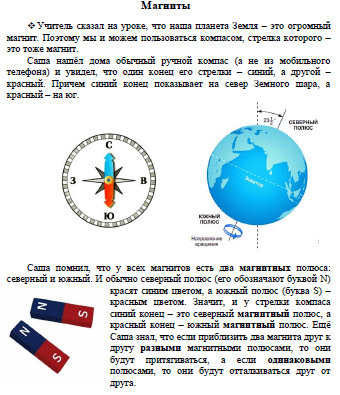 Магниты
❖ Учитель сказал на уроке, что наша планета Земля – это огромный
магнит. Поэтому мы и можем пользоваться компасом, стрелка которого –
это тоже магнит.
Саша нашёл дома обычный ручной компас (а не из мобильного
телефона) и увидел, что один конец его стрелки – синий, а другой –
красный. Причем синий конец показывает на север Земного шара, а
красный – на юг.
23½°
СЕВЕРНЫЙ
ПОЛЮС
С
З
В
Ю
Экватор
ЮЖНЫЙ
ПОЛЮС
Направление
вращения
Саша помнил, что у всех магнитов есть два магнитных полюса:
северный и южный. И обычно северный полюс (его обозначают буквой N)
красят синим цветом, а южный полюс (буква S) –
красным цветом. Значит, и у стрелки компаса
синий конец – это северный магнитный полюс, а
красный конец – южный магнитный полюс. Ещё
Саша знал, что если приблизить два магнита друг к
другу разными магнитными полюсами, то они
будут притягиваться, а если одинаковыми
полюсами, то они будут отталкиваться друг от
друга.
N
S
N
S